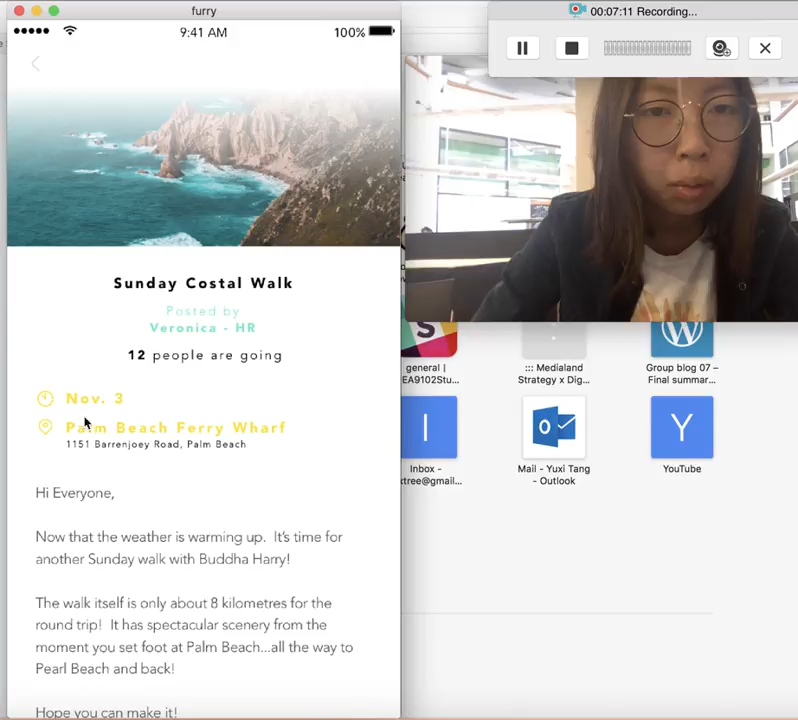 furry
00:07:11 Recording...
9:41 AM
100%
Sunday Costal Walk
Posted by
Veronica - HR
12 people are going
Nov. 3
Palm Beach Ferry Wharf
1151 Barrenjoey Road, Palm Beach
Hi Everyone,
Now that the weather is warming up. It's time for
another Sunday walk with Buddha Harry!
The walk itself is only about 8 kilometres for the
round trip! It has spectacular scenery from the
moment you set foot at Palm Beach...all the way to
Pearl Beach and back!
Hope you can make it!
S
general |
EA9102Stu...
::: Medialand
Strategy x Dig...
Group blog 07 –
Final summar...
I
Inbox -
xtree@gmail...
Mail - Yuxi Tang
- Outlook
Y
YouTube